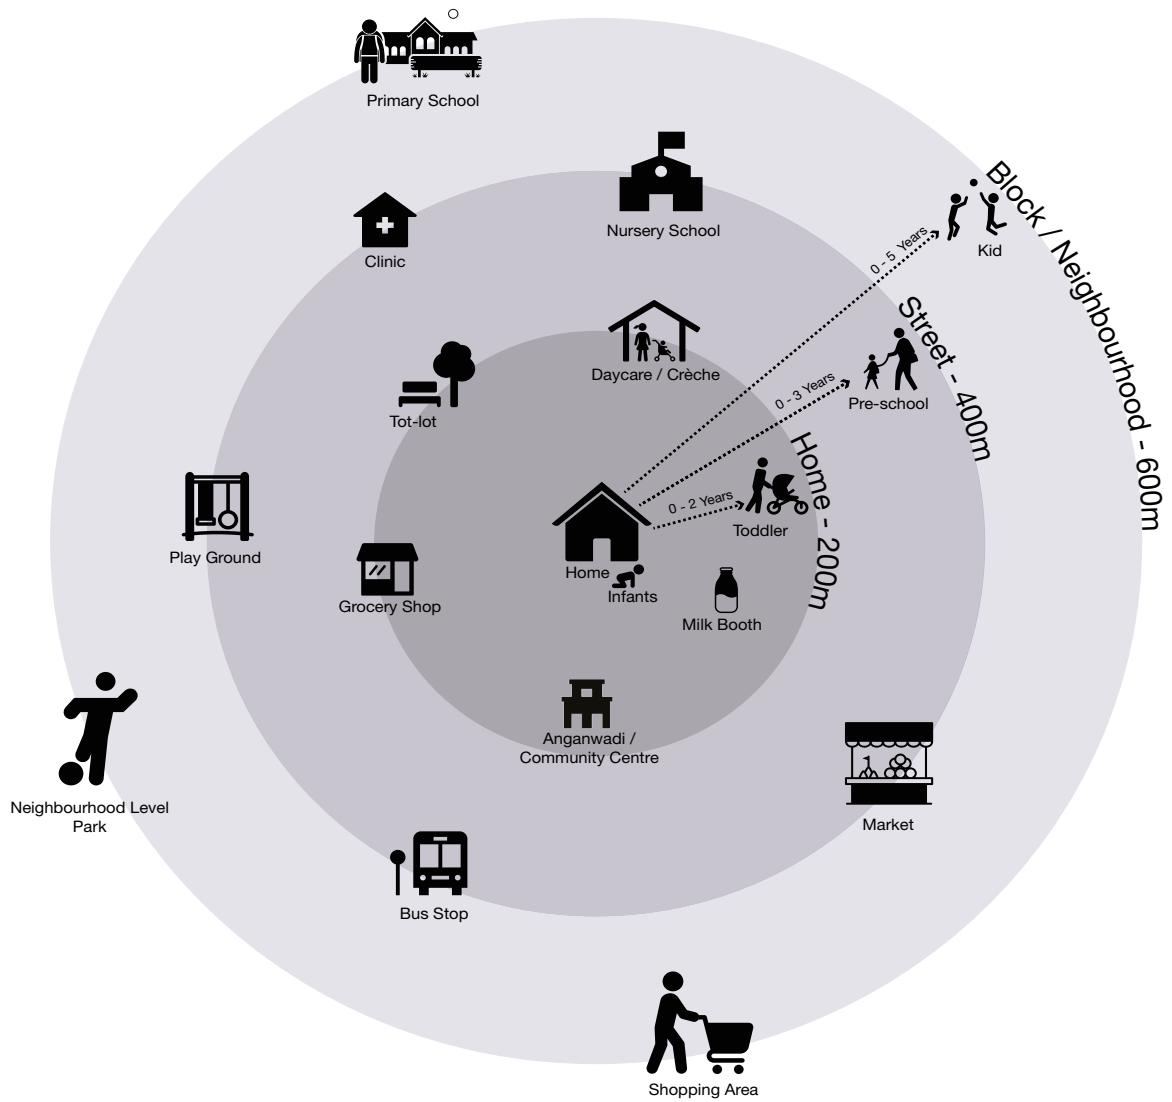 Primary School
Nursery School
Clinic
Kid
Block / Neighbourhood - 600m
0 - 5 Years
Daycare / Crèche
Street - 400m
0 - 3 Years
Pre-school
Tot-lot
Home - 200m
0 - 2 Years
Toddler
Play Ground
Home
Infants
Grocery Shop
Milk Booth
Anganwadi /
Community Centre
Neighbourhood Level
Park
Market
Bus Stop
Shopping Area